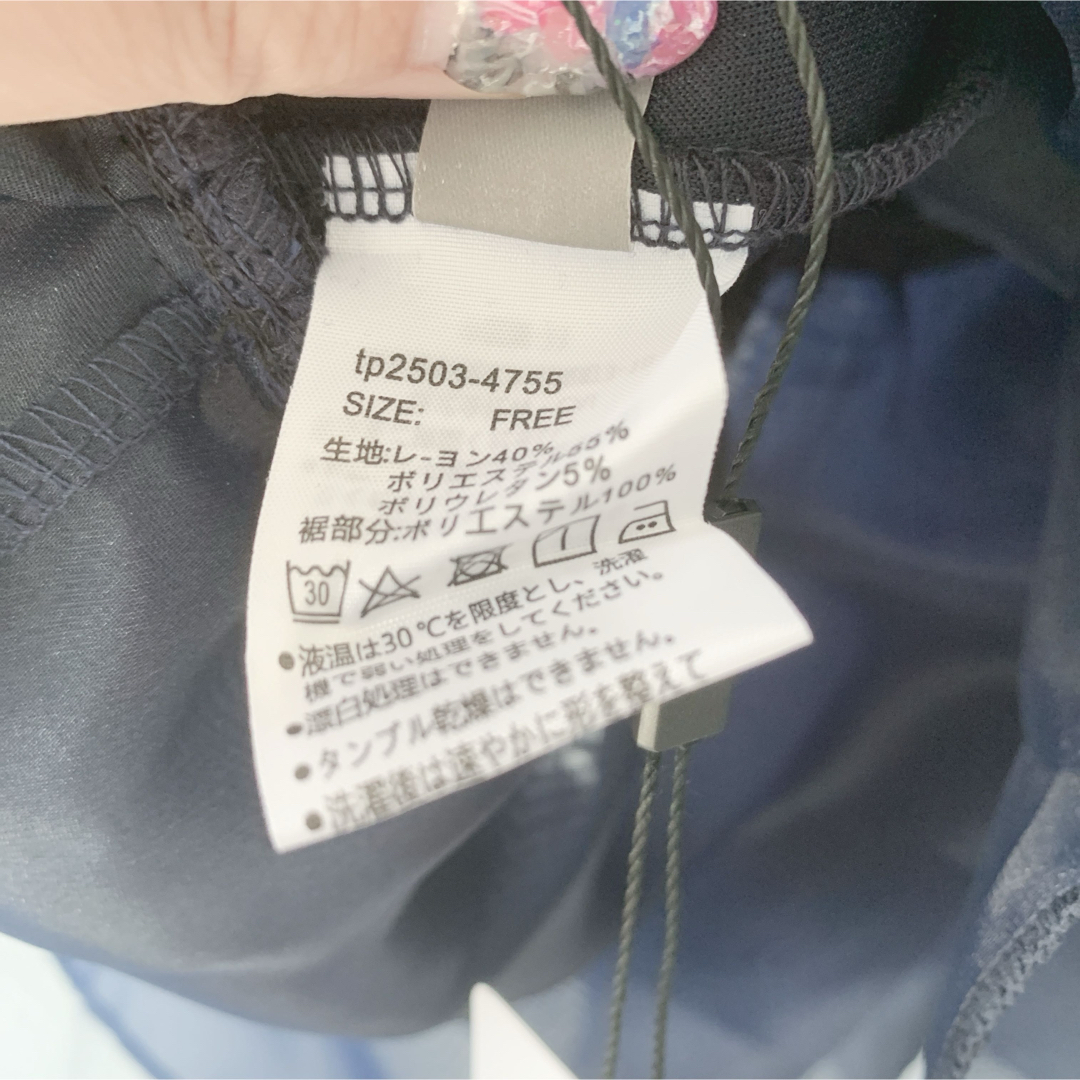 tp2503-4755
SIZE: FREE
生地:レーヨン40%
ポリエステル55%
ポリウレタン5%
裾部分:ポリエステル100%
30
•液温は30℃を限度とし、洗濯
機で弱い処理をしてください。
•漂白処理はできません。
•タンブル乾燥はできません。
•洗濯後は速やかに形を整えて